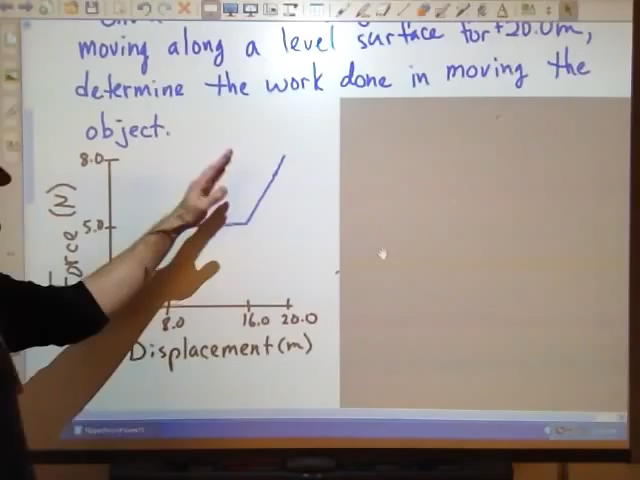 moving along a level surface for +20.0m,
determine the work done in moving the
object.
8.0
5.0
Force (N)
8.0 16.0 20.0
Displacement (m)